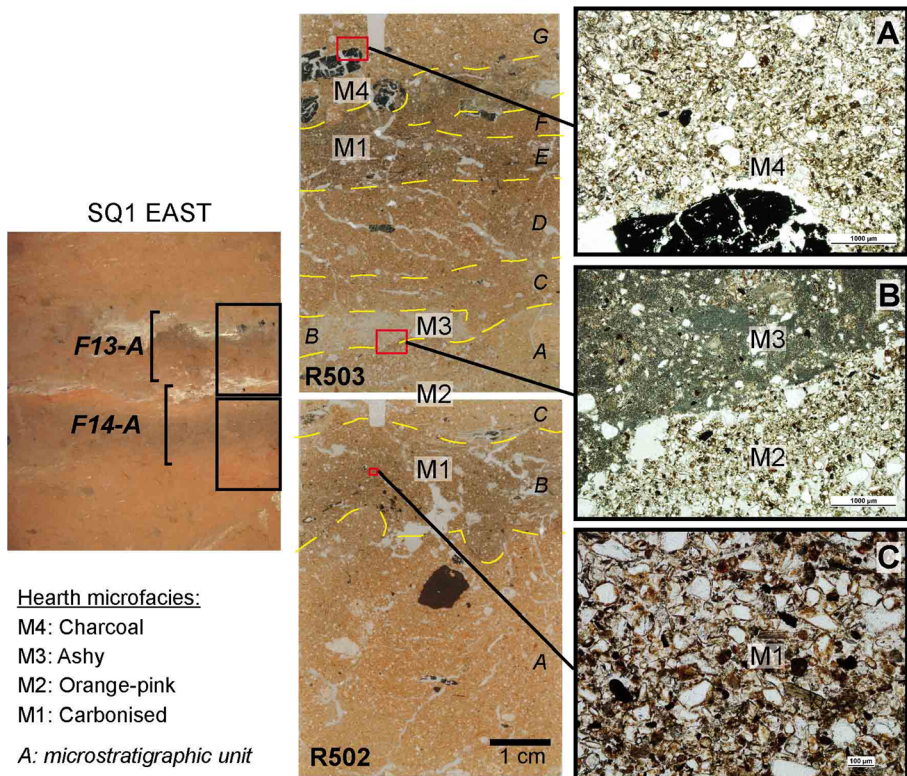 SQ1 EAST
F13-A
F14-A
Hearth microfacies:
M4: Charcoal
M3: Ashy
M2: Orange-pink
M1: Carbonised
A: microstratigraphic unit
G
M4
F
M1
E
D
C
M3
B
A
R503
M2
C
M1
B
A
1 cm
R502
A
M4
1000 µm
B
M3
M2
1000 µm
C
M1
100 µm